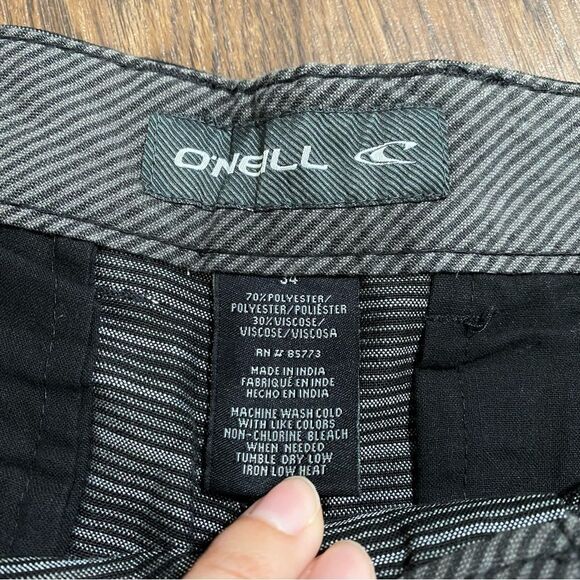 O'NEILL
34
70% POLYESTER/
POLYESTER/POLIÉSTER
30% VISCOSE/
VISCOSE/VISCOSA
RN # 85773
MADE IN INDIA
FABRIQUÉ EN INDE
HECHO EN INDIA
MACHINE WASH COLD
WITH LIKE COLORS
NON-CHLORINE BLEACH
WHEN NEEDED
TUMBLE DRY LOW
IRON LOW HEAT